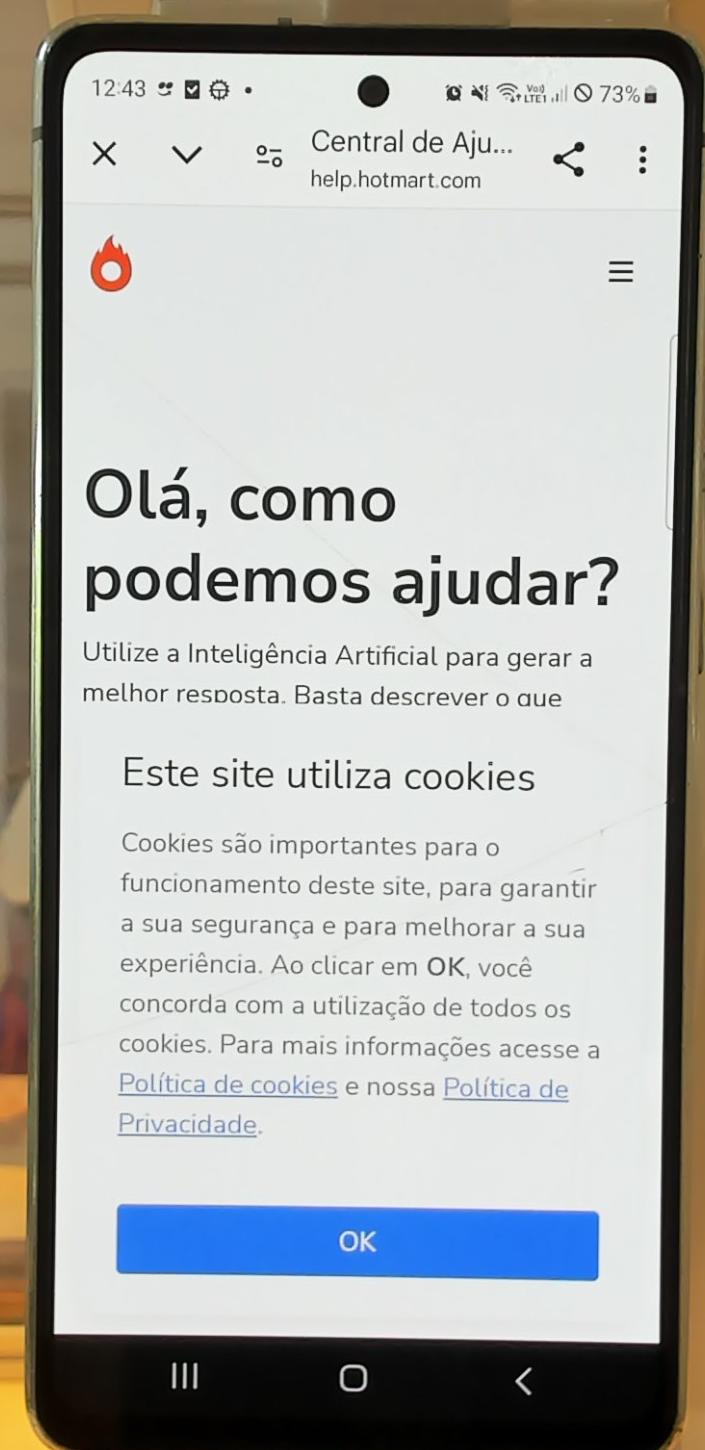 12:43
Vo))
LTE1
73%
Central de Aju...
help.hotmart.com
Olá, como
podemos ajudar?
Utilize a Inteligência Artificial para gerar a
melhor resposta. Basta descrever o que
Este site utiliza cookies
Cookies são importantes para o
funcionamento deste site, para garantir
a sua segurança e para melhorar a sua
experiência. Ao clicar em OK, você
concorda com a utilização de todos os
cookies. Para mais informações acesse a
Política de cookies e nossa Política de
Privacidade.
OK